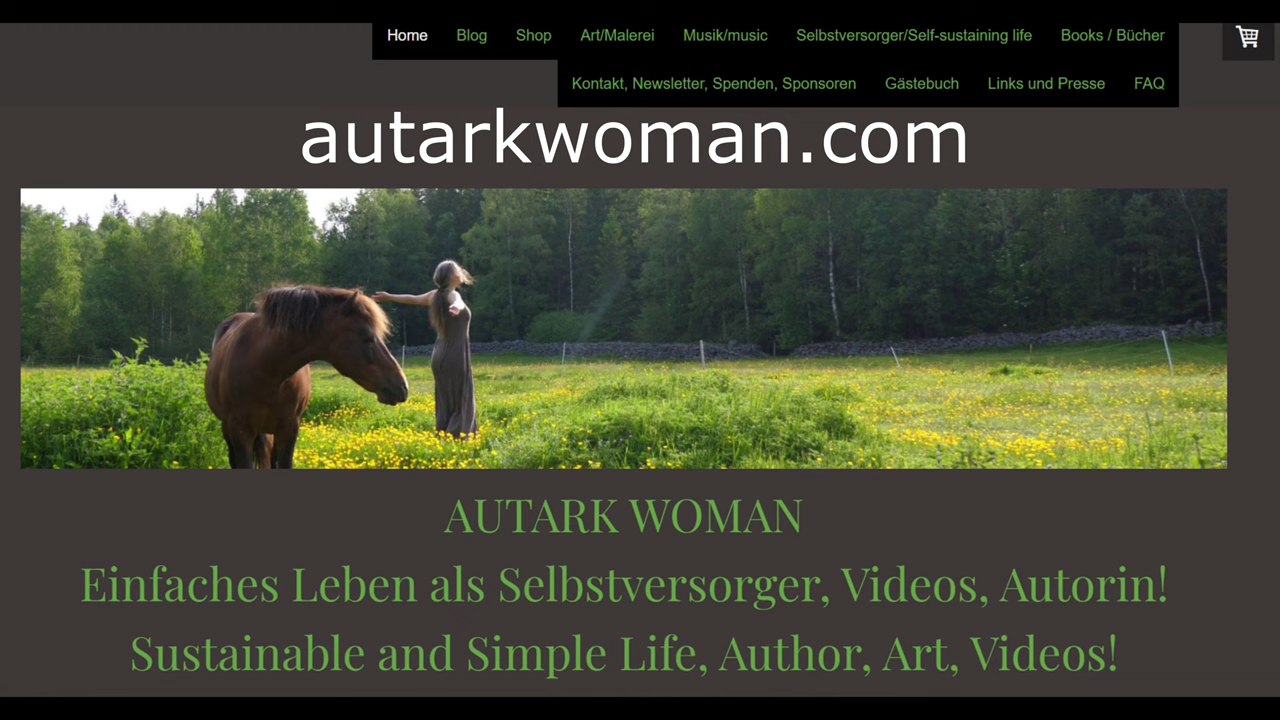 Home Blog Shop Art/Malerei Musik/music Selbstversorger/Self-sustaining life Books / Bücher
Kontakt, Newsletter, Spenden, Sponsoren Gästebuch Links und Presse FAQ
autarkwoman.com
AUTARK WOMAN
Einfaches Leben als Selbstversorger, Videos, Autorin!
Sustainable and Simple Life, Author, Art, Videos!